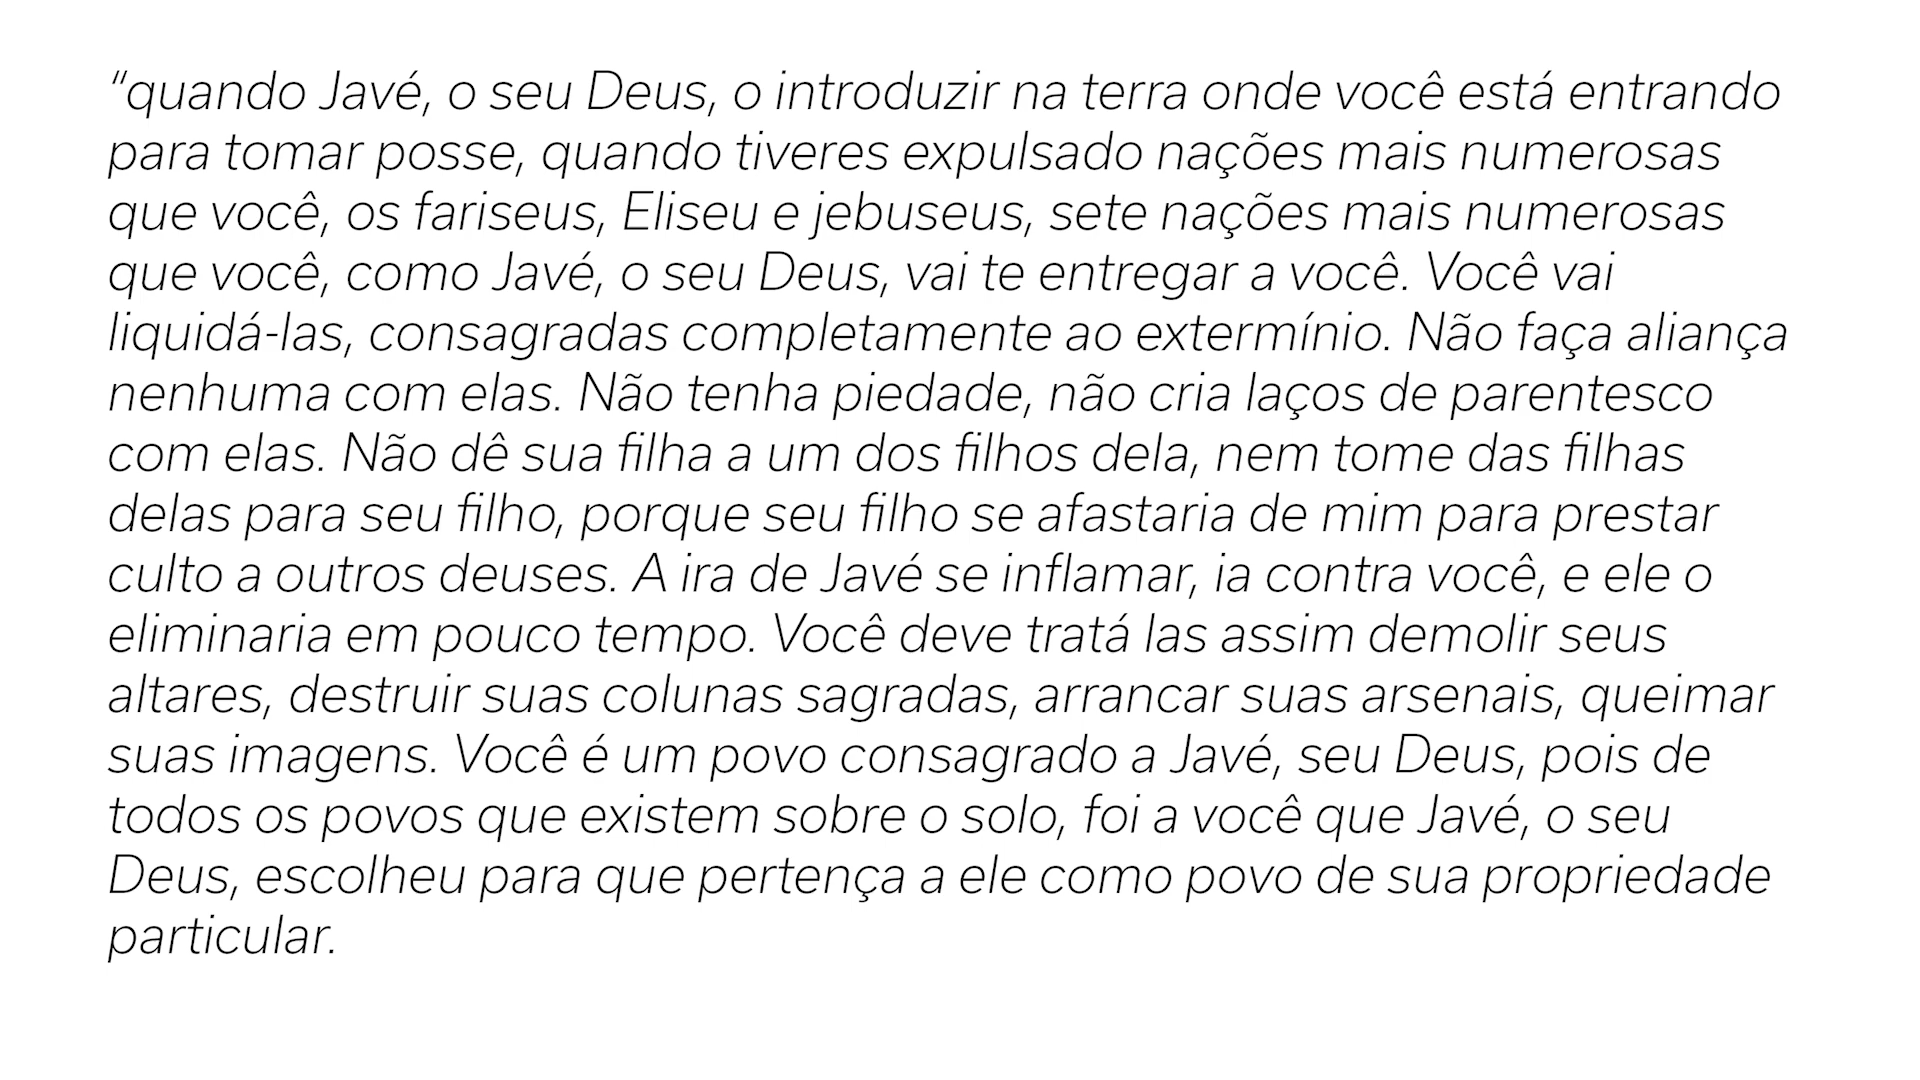 “quando Javé, o seu Deus, o introduzir na terra onde você está entrando
para tomar posse, quando tiveres expulsado nações mais numerosas
que você, os fariseus, Eliseu e jebuseus, sete nações mais numerosas
que você, como Javé, o seu Deus, vai te entregar a você. Você vai
liquidá-las, consagradas completamente ao extermínio. Não faça aliança
nenhuma com elas. Não tenha piedade, não cria laços de parentesco
com elas. Não dê sua filha a um dos filhos dela, nem tome das filhas
delas para seu filho, porque seu filho se afastaria de mim para prestar
culto a outros deuses. A ira de Javé se inflamar, ia contra você, e ele o
eliminaria em pouco tempo. Você deve tratá las assim demolir seus
altares, destruir suas colunas sagradas, arrancar suas arsenais, queimar
suas imagens. Você é um povo consagrado a Javé, seu Deus, pois de
todos os povos que existem sobre o solo, foi a você que Javé, o seu
Deus, escolheu para que pertença a ele como povo de sua propriedade
particular.